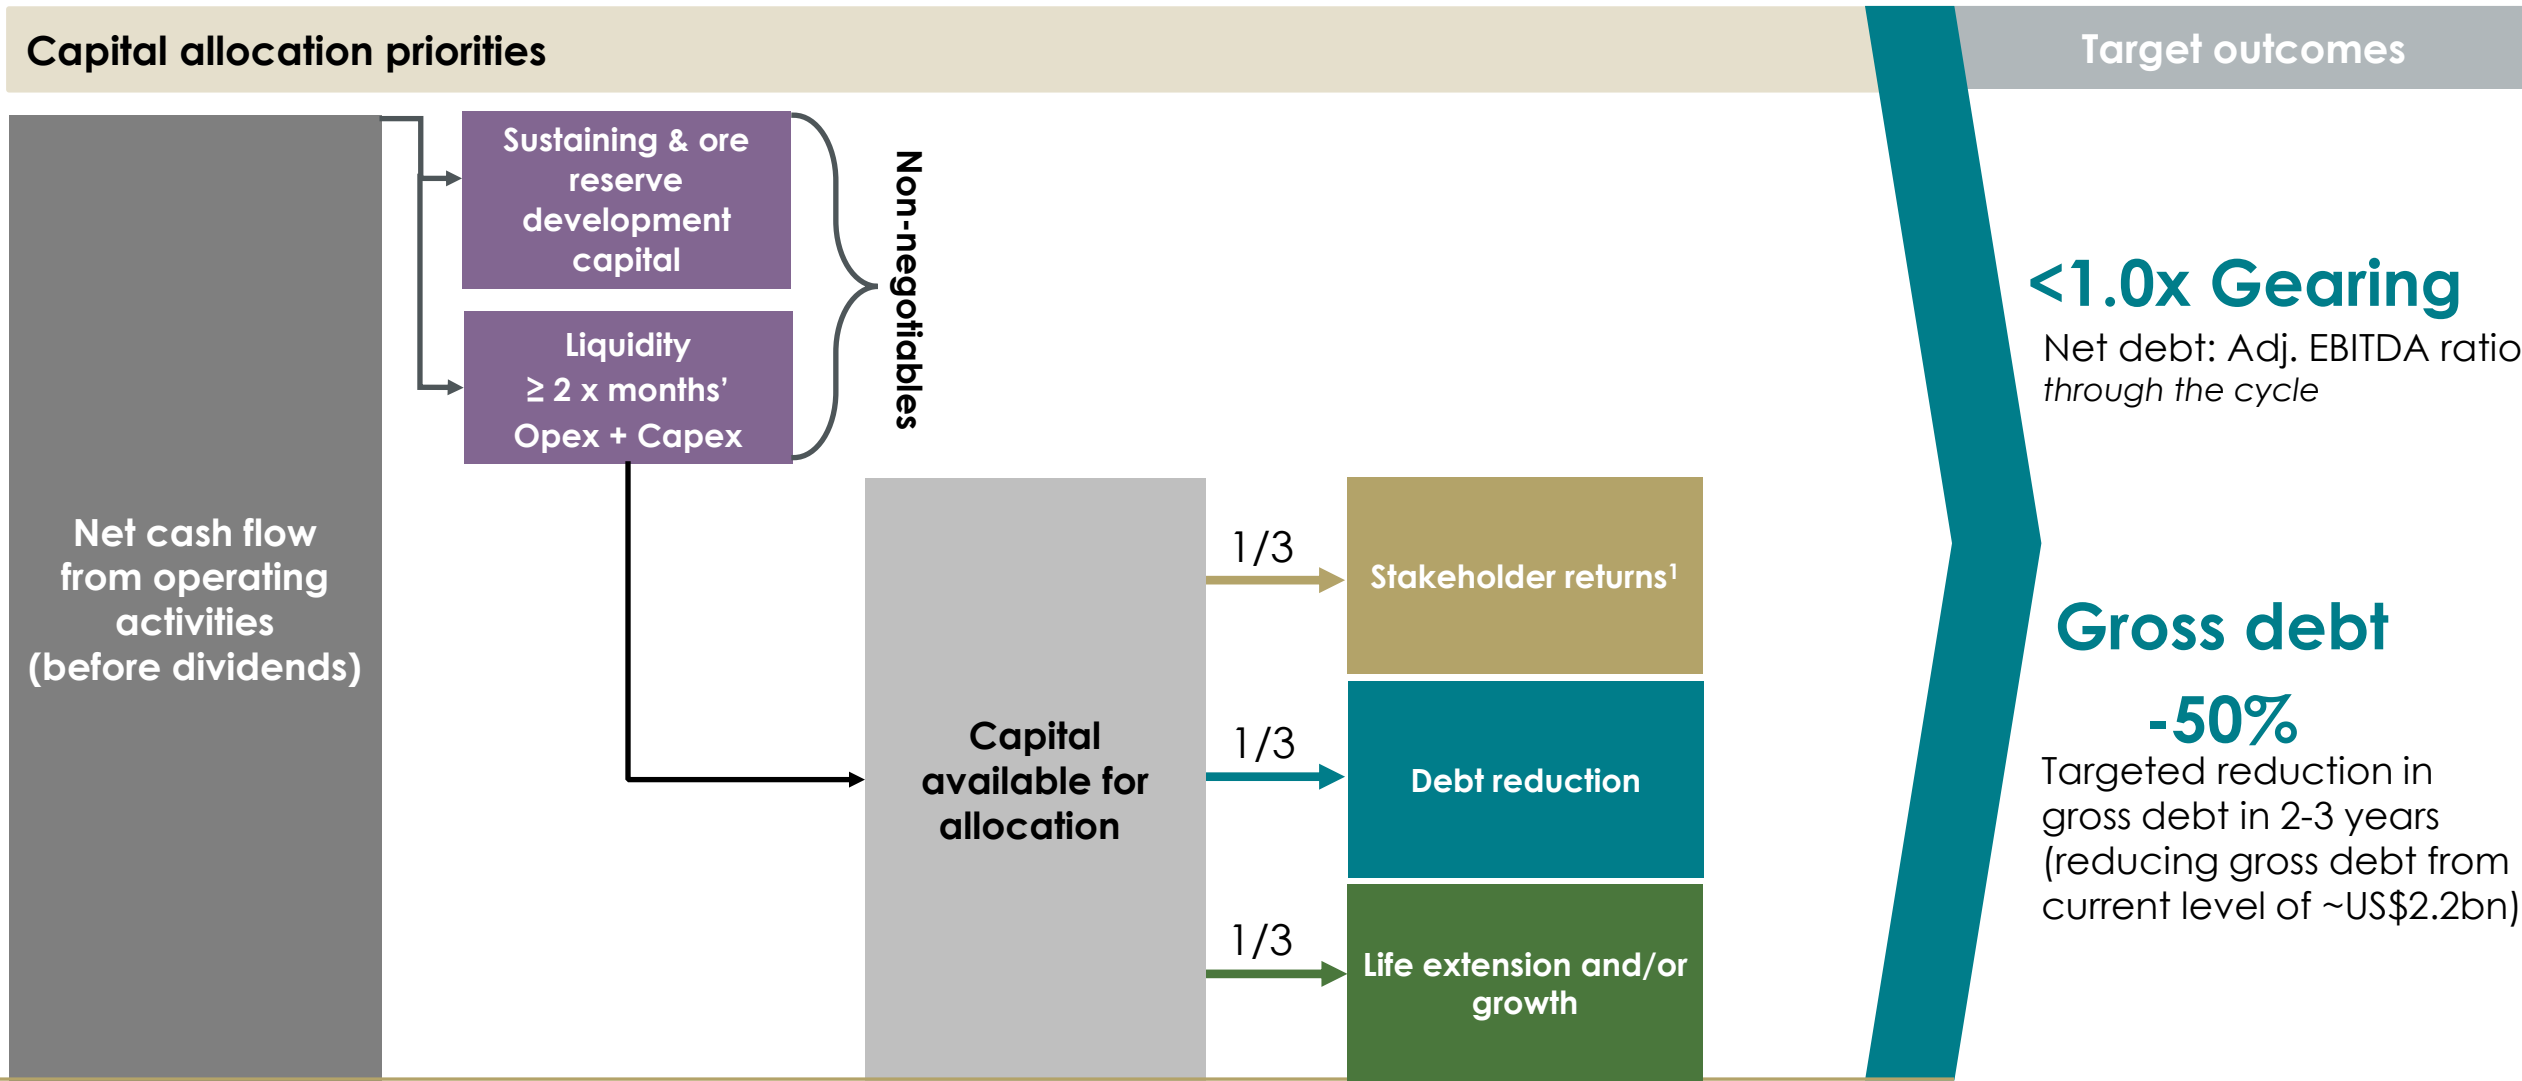 Capital allocation priorities
Target outcomes
Net cash flow
from operating
activities
(before dividends)
Sustaining & ore
reserve
development
capital
Liquidity
≥ 2 x months’
Opex + Capex
Non-negotiables
Capital
available for
allocation
1/3
Stakeholder returns¹
1/3
Debt reduction
1/3
Life extension and/or
growth
<1.0x Gearing
Net debt: Adj. EBITDA ratio
through the cycle
Gross debt
-50%
Targeted reduction in
gross debt in 2-3 years
(reducing gross debt from
current level of ~US$2.2bn)